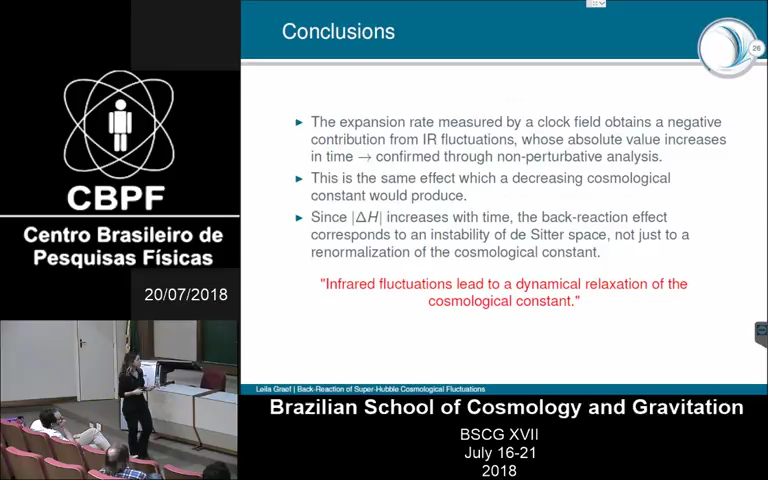 Conclusions
26
► The expansion rate measured by a clock field obtains a negative
contribution from IR fluctuations, whose absolute value increases
in time → confirmed through non-perturbative analysis.
► This is the same effect which a decreasing cosmological
constant would produce.
► Since |ΔH| increases with time, the back-reaction effect
corresponds to an instability of de Sitter space, not just to a
renormalization of the cosmological constant.
"Infrared fluctuations lead to a dynamical relaxation of the
cosmological constant."
Leila Graef | Back-Reaction of Super-Hubble Cosmological Fluctuations
CBPF
Centro Brasileiro de
Pesquisas Físicas
20/07/2018
Brazilian School of Cosmology and Gravitation
BSCG XVII
July 16-21
2018